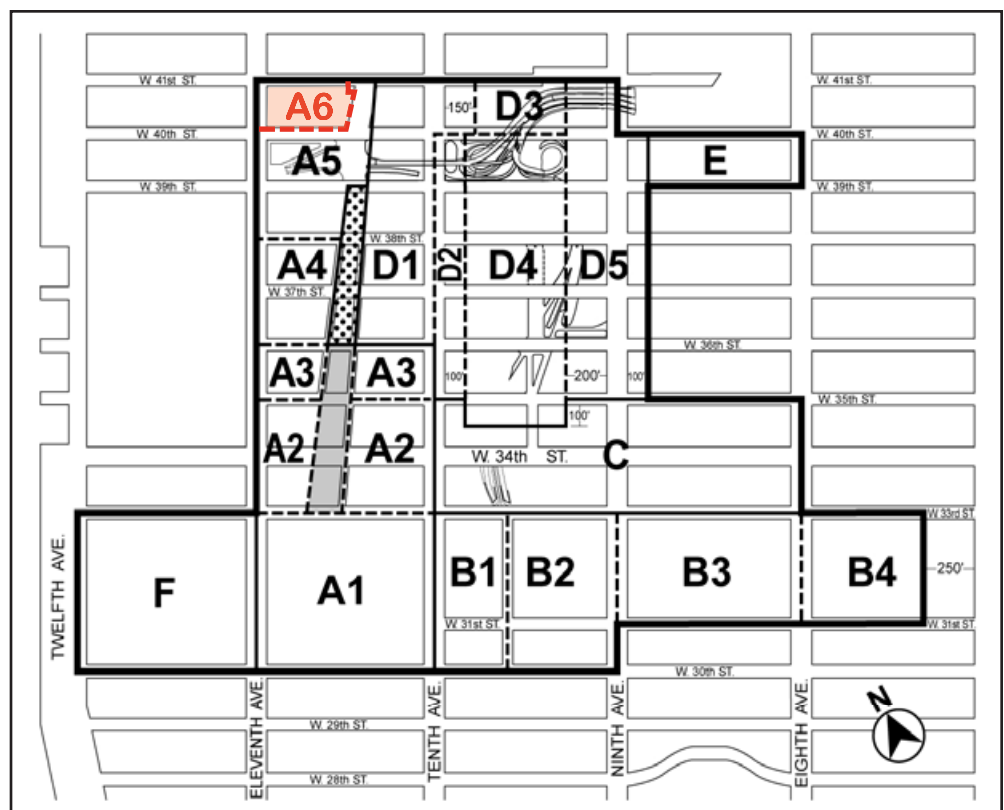 W. 41st ST.
W. 41st ST.
A6
150'
D3
W. 40th ST.
W. 40th ST.
A5
E
W. 39th ST.
W. 39th ST.
W. 38th ST.
A4
D1
D2
D4
D5
W. 37th ST.
W. 36th ST.
A3
A3
100'
200'
100'
W. 35th ST.
100'
A2
A2
W. 34th ST.
C
W. 33rd ST.
F
A1
B1
B2
B3
B4
250'
W. 31st ST.
W. 31st ST.
W. 30th ST.
TWELFTH AVE.
ELEVENTH AVE.
TENTH AVE.
NINTH AVE.
EIGHTH AVE.
N
W. 29th ST.
W. 28th ST.